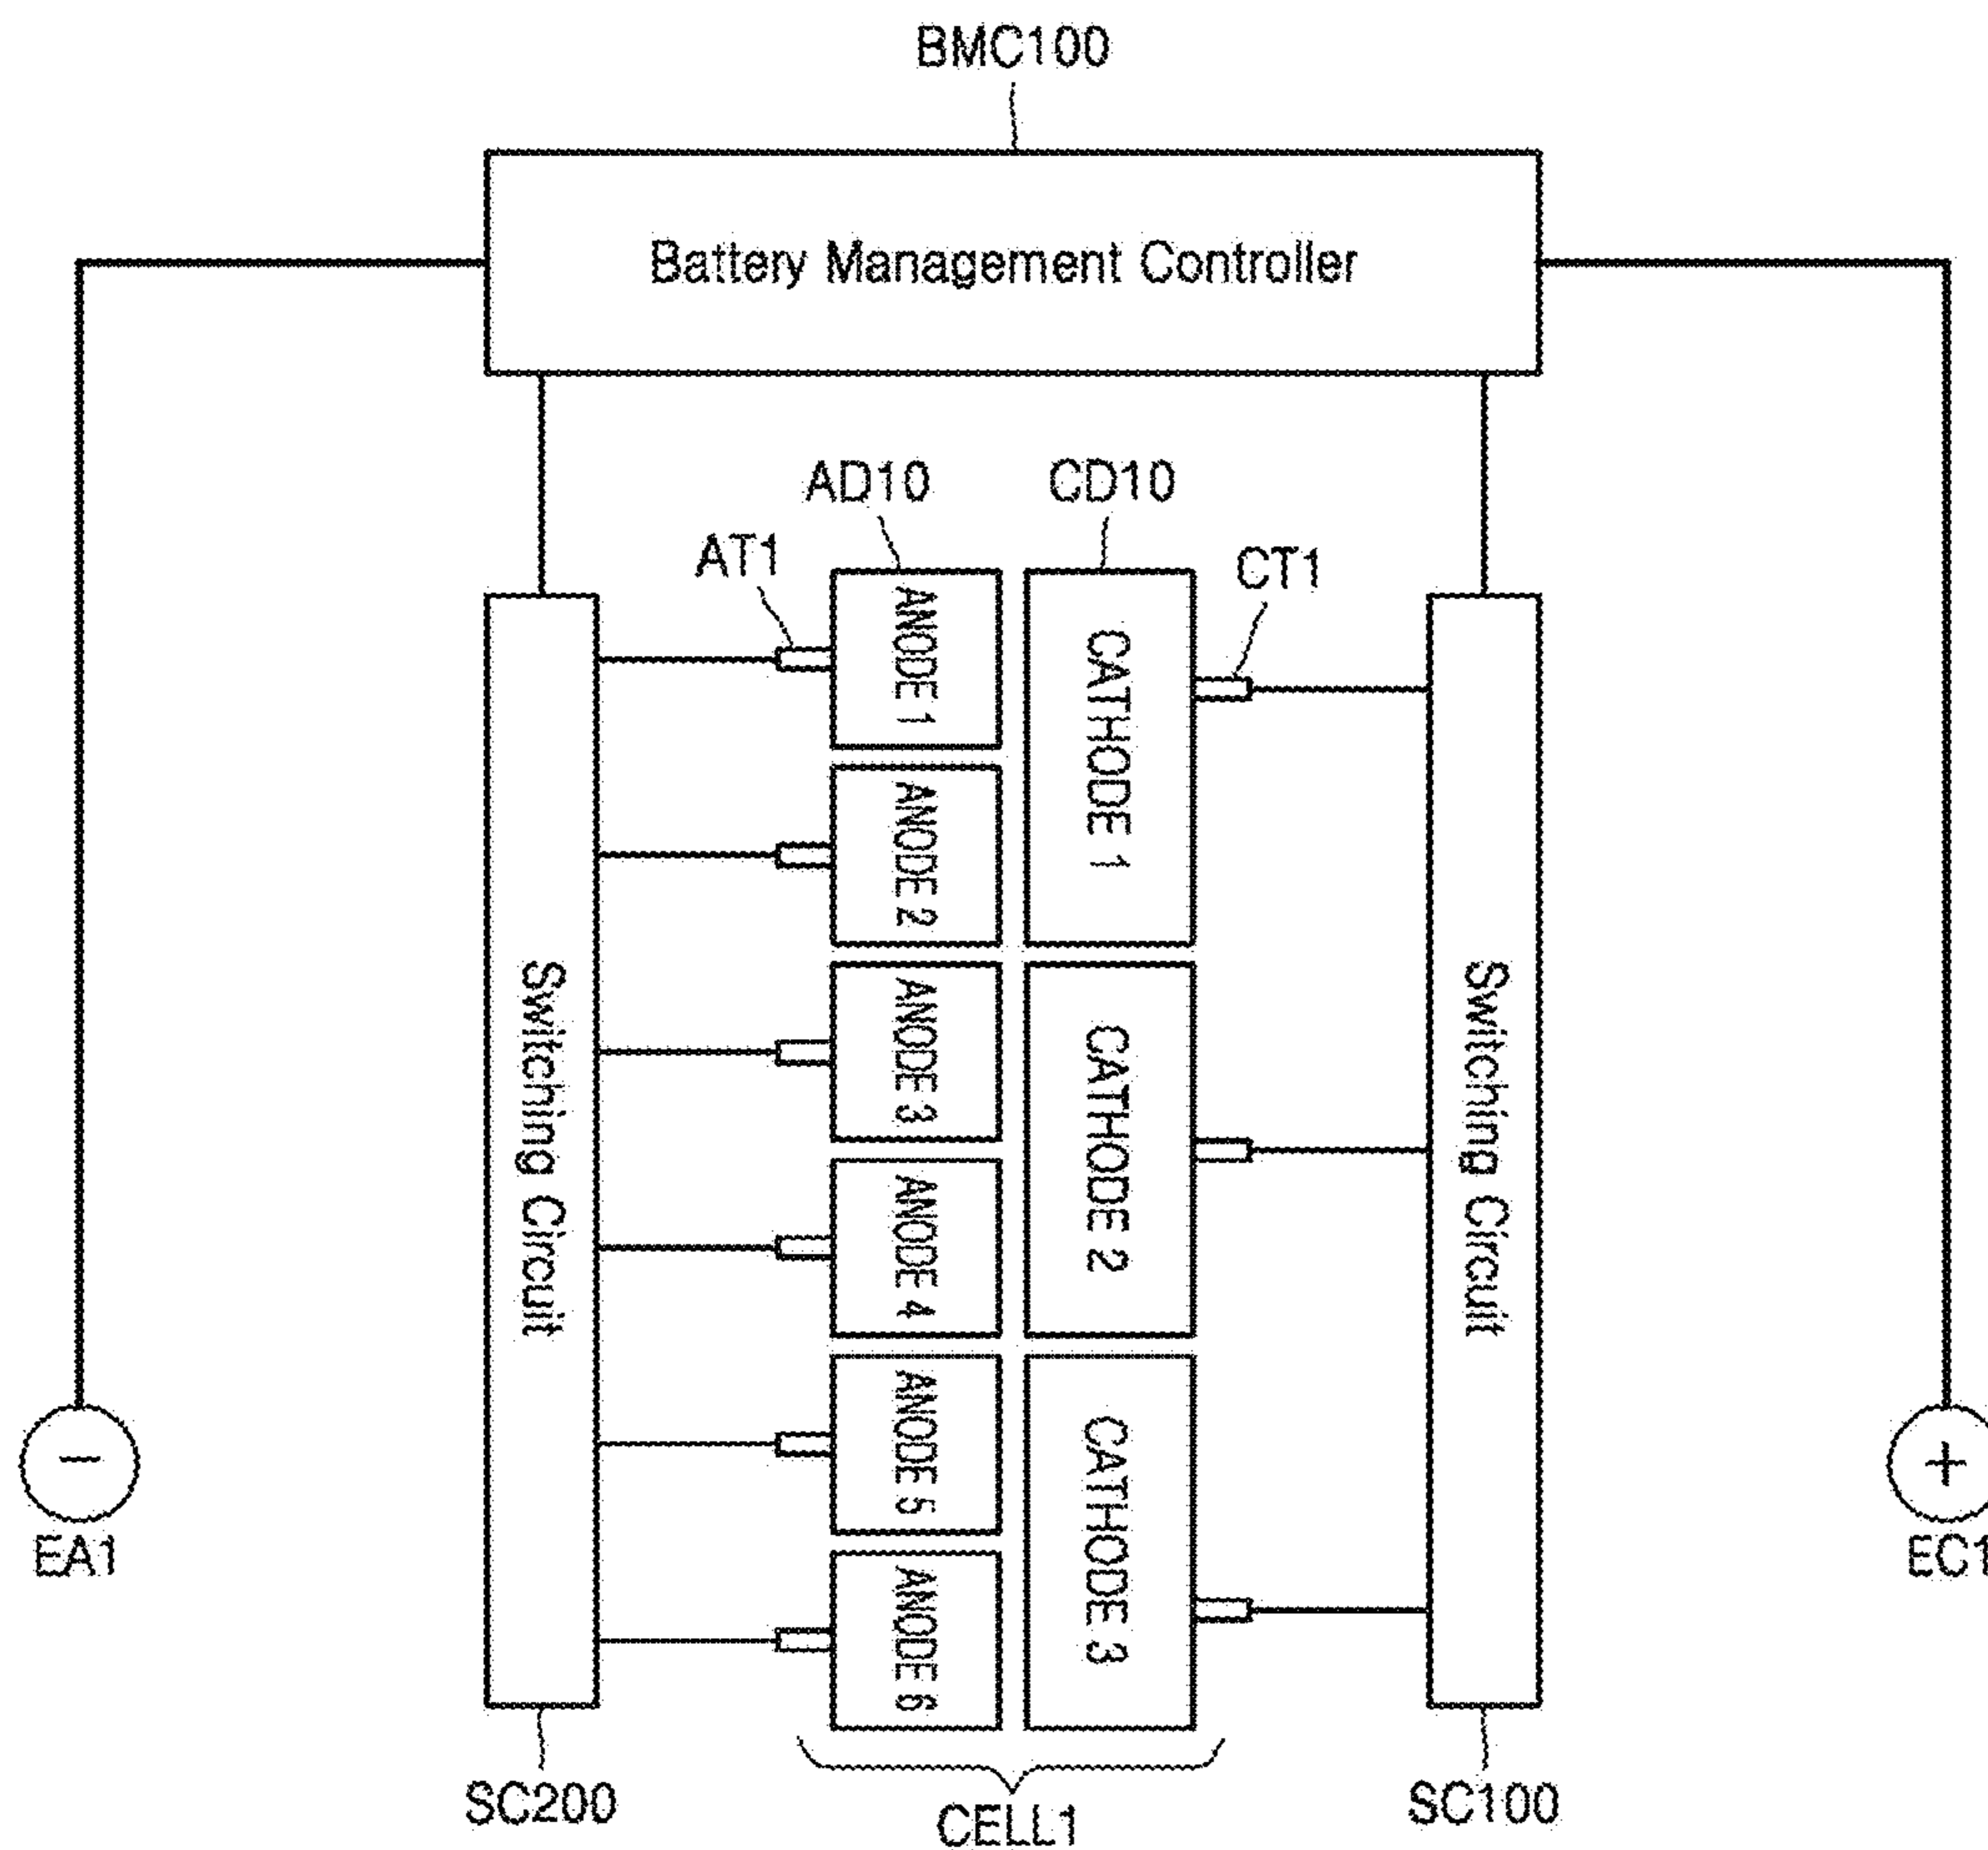 BMC100
Battery Management Controller
AD10
CD10
AT1
CT1
ANODE 1
ANODE 2
ANODE 3
ANODE 4
ANODE 5
ANODE 6
CATHODE 1
CATHODE 2
CATHODE 3
Switching Circuit
Switching Circuit
−
EA1
+
EC1
SC200
CELL1
SC100